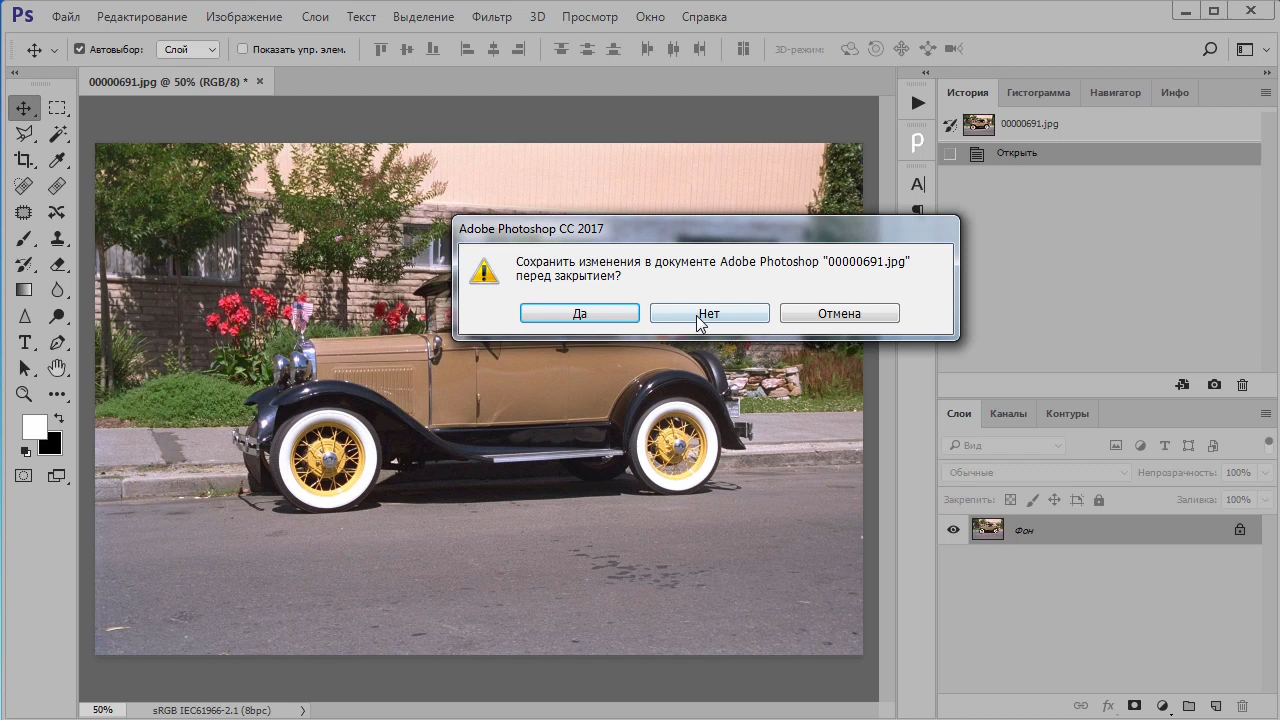 Ps Файл Редактирование Изображение Слои Текст Выделение Фильтр 3D Просмотр Окно Справка
Автовыбор: Слой Показать упр. элем. 3D-режим:
00000691.jpg @ 50% (RGB/8) * ×
История Гистограмма Навигатор Инфо
00000691.jpg
Открыть
Adobe Photoshop CC 2017
Сохранить изменения в документе Adobe Photoshop "00000691.jpg"
перед закрытием?
Да Нет Отмена
Слои Каналы Контуры
Вид
Обычные Непрозрачность: 100%
Закрепить: Заливка: 100%
Фон
50% sRGB IEC61966-2.1 (8bpc)